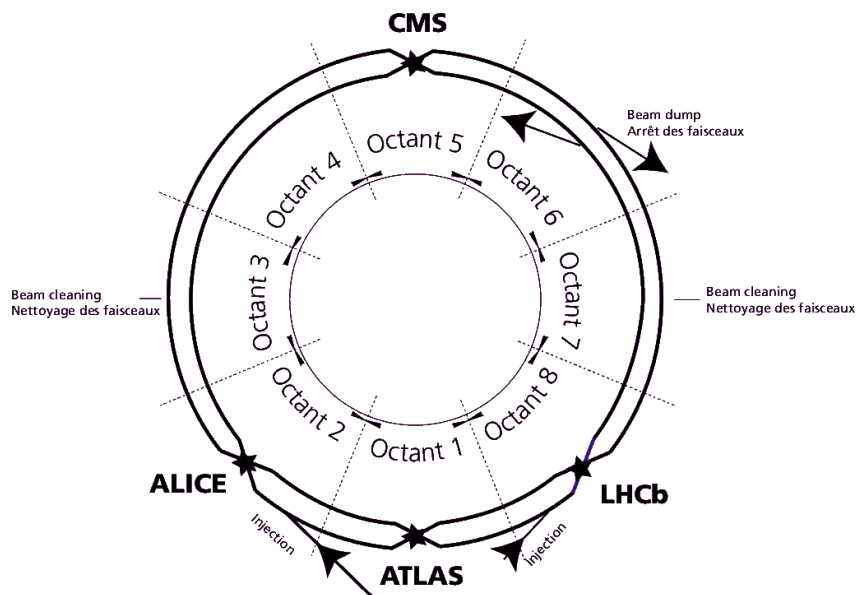 CMS
Beam dump
Arrêt des faisceaux
Octant 5
Octant 4
Octant 6
Octant 3
Octant 7
Beam cleaning
Nettoyage des faisceaux
Beam cleaning
Nettoyage des faisceaux
Octant 2
Octant 8
Octant 1
ALICE
LHCb
Injection
Injection
ATLAS